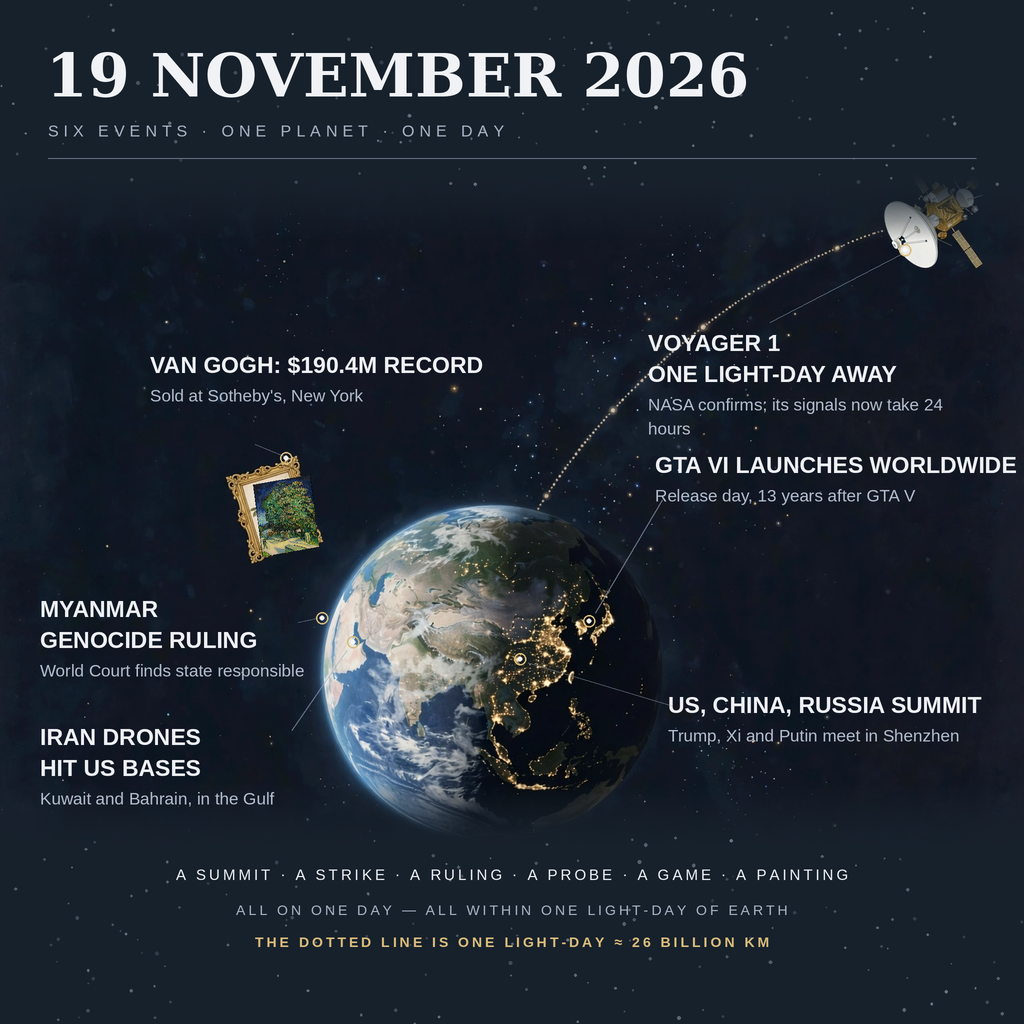 19 NOVEMBER 2026
SIX EVENTS · ONE PLANET · ONE DAY
VAN GOGH: $190.4M RECORD
Sold at Sotheby's, New York
VOYAGER 1
ONE LIGHT-DAY AWAY
NASA confirms; its signals now take 24
hours
GTA VI LAUNCHES WORLDWIDE
Release day, 13 years after GTA V
MYANMAR
GENOCIDE RULING
World Court finds state responsible
IRAN DRONES
HIT US BASES
Kuwait and Bahrain, in the Gulf
US, CHINA, RUSSIA SUMMIT
Trump, Xi and Putin meet in Shenzhen
A SUMMIT · A STRIKE · A RULING · A PROBE · A GAME · A PAINTING
ALL ON ONE DAY — ALL WITHIN ONE LIGHT-DAY OF EARTH
THE DOTTED LINE IS ONE LIGHT-DAY ≈ 26 BILLION KM